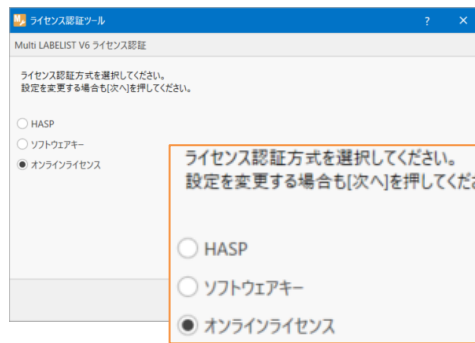 ライセンス認証ツール
Multi LABELIST V6 ライセンス認証
ライセンス認証方式を選択してください。
設定を変更する場合も[次へ]を押してください。
HASP
ソフトウェアキー
オンラインライセンス
ライセンス認証方式を選択してください。
設定を変更する場合も[次へ]を押してくださ
HASP
ソフトウェアキー
オンラインライセンス